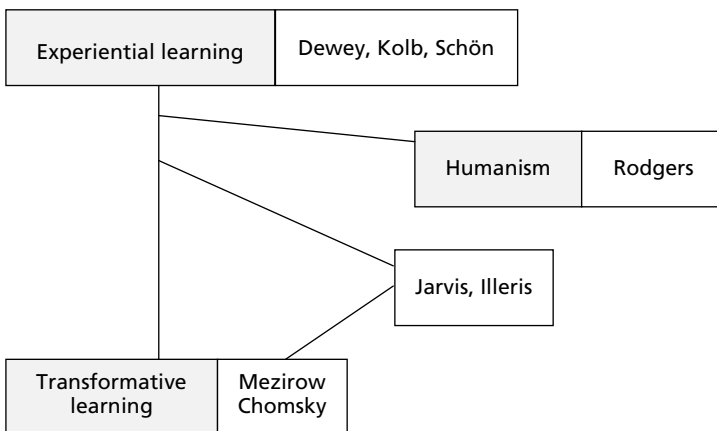 Experiential learning
Dewey, Kolb, Schön
Humanism
Rodgers
Jarvis, Illeris
Transformative
learning
Mezirow
Chomsky